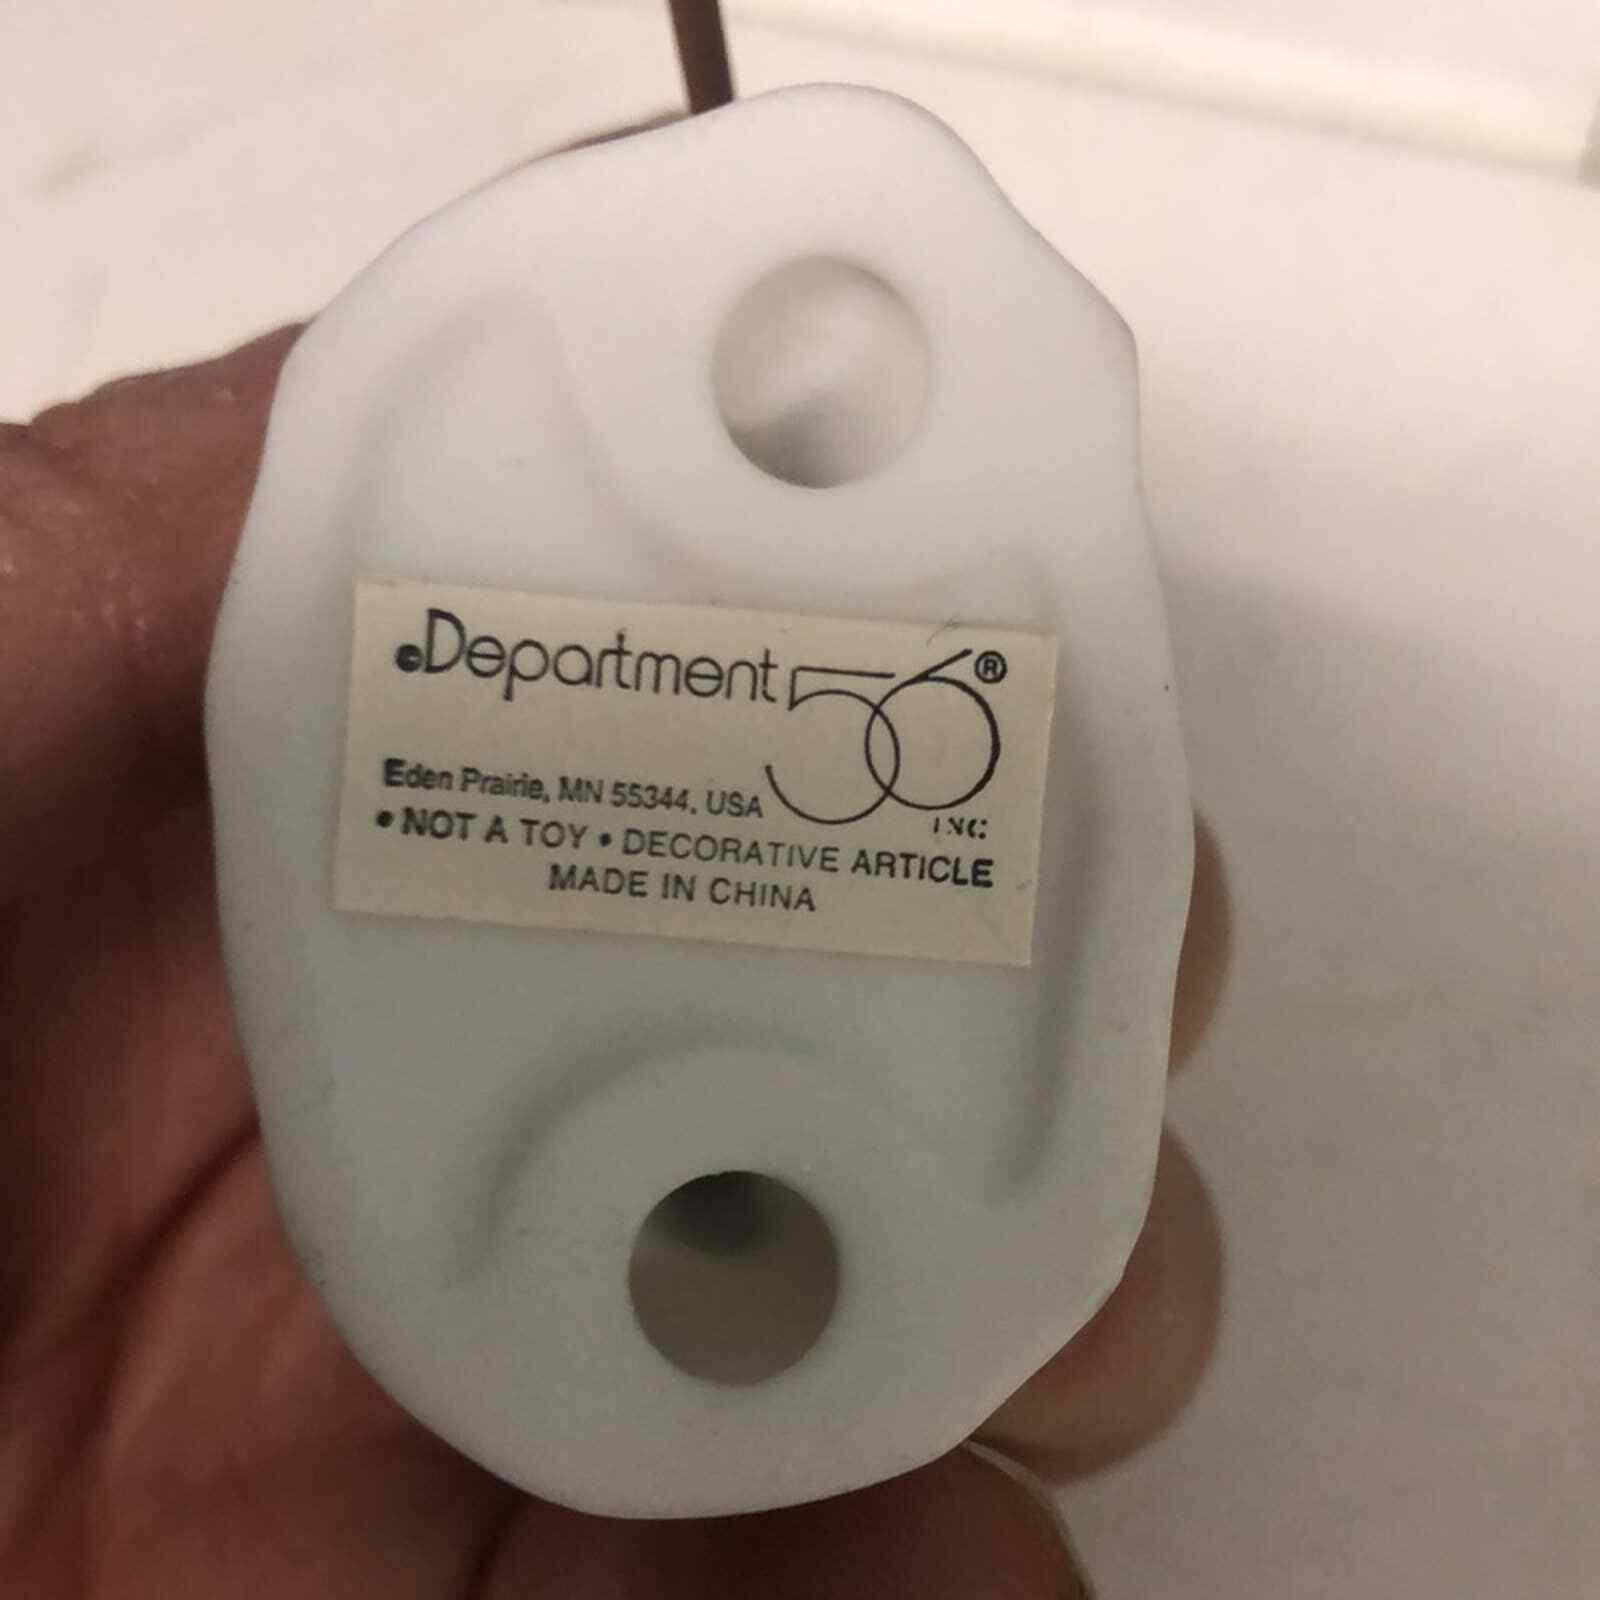 ©Department 56®
INC
Eden Prairie, MN 55344, USA
• NOT A TOY • DECORATIVE ARTICLE
MADE IN CHINA